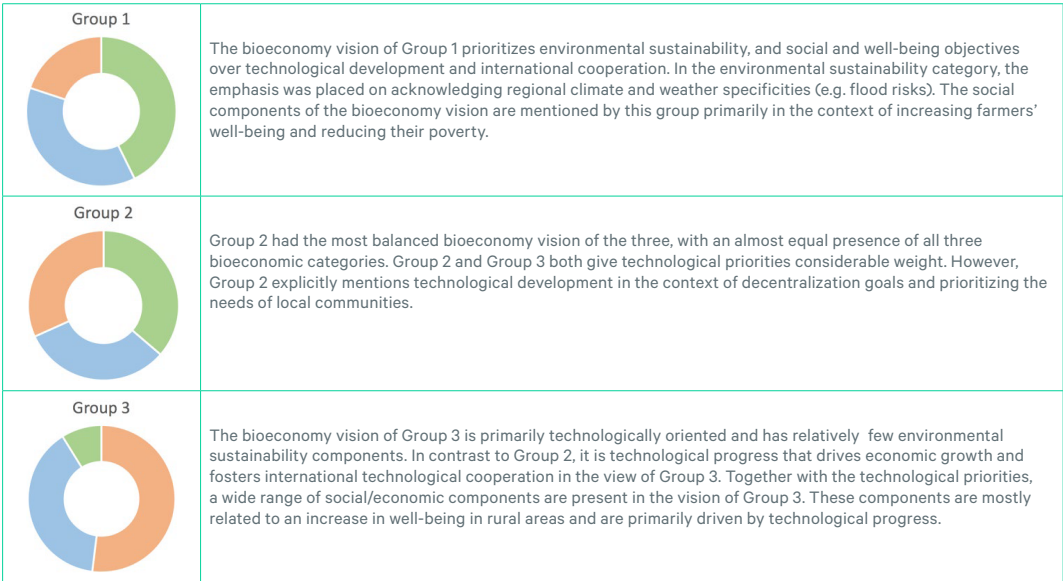 Group 1
The bioeconomy vision of Group 1 prioritizes environmental sustainability, and social and well-being objectives
over technological development and international cooperation. In the environmental sustainability category, the
emphasis was placed on acknowledging regional climate and weather specificities (e.g. flood risks). The social
components of the bioeconomy vision are mentioned by this group primarily in the context of increasing farmers’
well-being and reducing their poverty.
Group 2
Group 2 had the most balanced bioeconomy vision of the three, with an almost equal presence of all three
bioeconomic categories. Group 2 and Group 3 both give technological priorities considerable weight. However,
Group 2 explicitly mentions technological development in the context of decentralization goals and prioritizing the
needs of local communities.
Group 3
The bioeconomy vision of Group 3 is primarily technologically oriented and has relatively few environmental
sustainability components. In contrast to Group 2, it is technological progress that drives economic growth and
fosters international technological cooperation in the view of Group 3. Together with the technological priorities,
a wide range of social/economic components are present in the vision of Group 3. These components are mostly
related to an increase in well-being in rural areas and are primarily driven by technological progress.